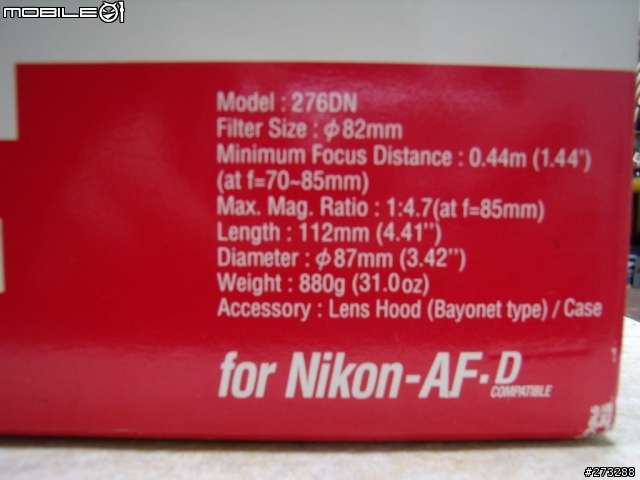 MOBILE01
Model : 276DN
Filter Size : φ82mm
Minimum Focus Distance : 0.44m (1.44')
(at f=70~85mm)
Max. Mag. Ratio : 1:4.7(at f=85mm)
Length : 112mm (4.41'')
Diameter : φ87mm (3.42'')
Weight : 880g (31.0oz)
Accessory : Lens Hood (Bayonet type) / Case
for Nikon-AF·D
COMPATIBLE
#273288